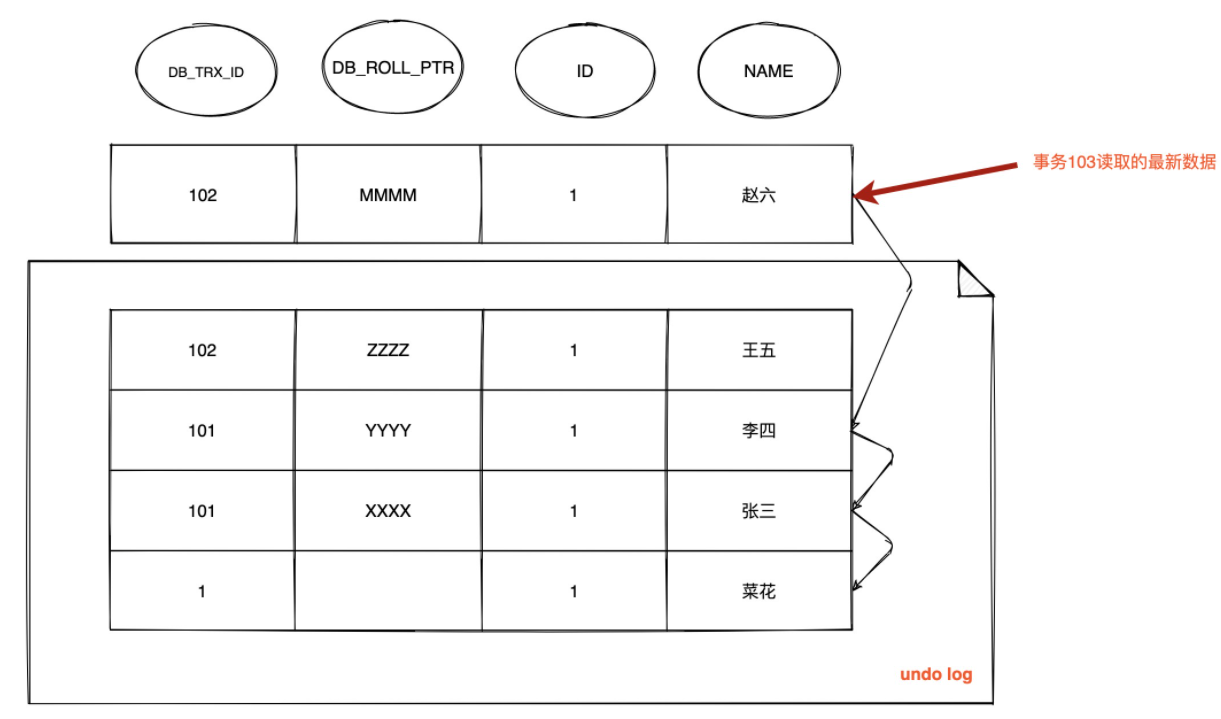 DB_TRX_ID DB_ROLL_PTR ID NAME
事务103读取的最新数据
102 MMMM 1 赵六
102 ZZZZ 1 王五
101 YYYY 1 李四
101 XXXX 1 张三
1 1 菜花
undo log